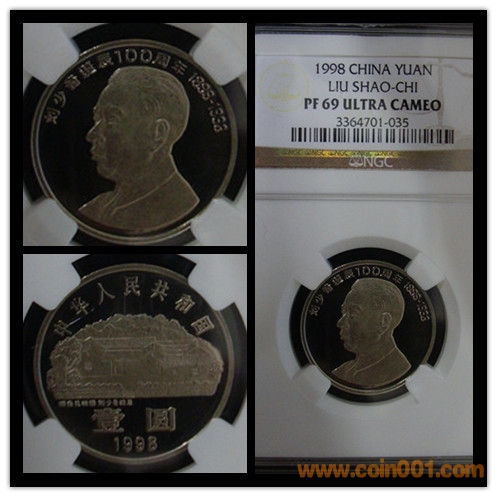 刘少奇诞辰100周年 1898-1998
中华人民共和国
壹圆
1998
1998 CHINA YUAN
LIU SHAO-CHI
PF 69 ULTRA CAMEO
3364701-035
NGC
刘少奇诞辰100周年 1898-1998
www.coin001.com